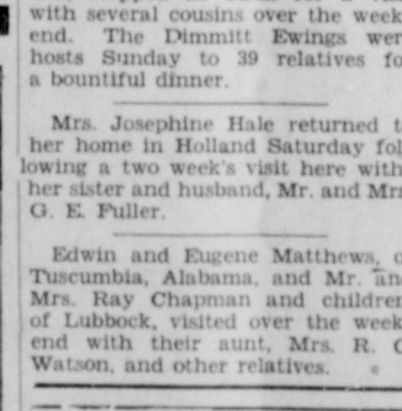 with several cousins over the week
end. The Dimmitt Ewings wer
hosts Sunday to 39 relatives fo
a bountiful dinner.
Mrs. Josephine Hale returned t
her home in Holland Saturday fol
lowing a two week's visit here with
her sister and husband, Mr. and Mrs
G. E. Fuller.
Edwin and Eugene Matthews, o
Tuscumbia, Alabama, and Mr. an
Mrs. Ray Chapman and children
of Lubbock, visited over the week
end with their aunt, Mrs. R. C
Watson, and other relatives.